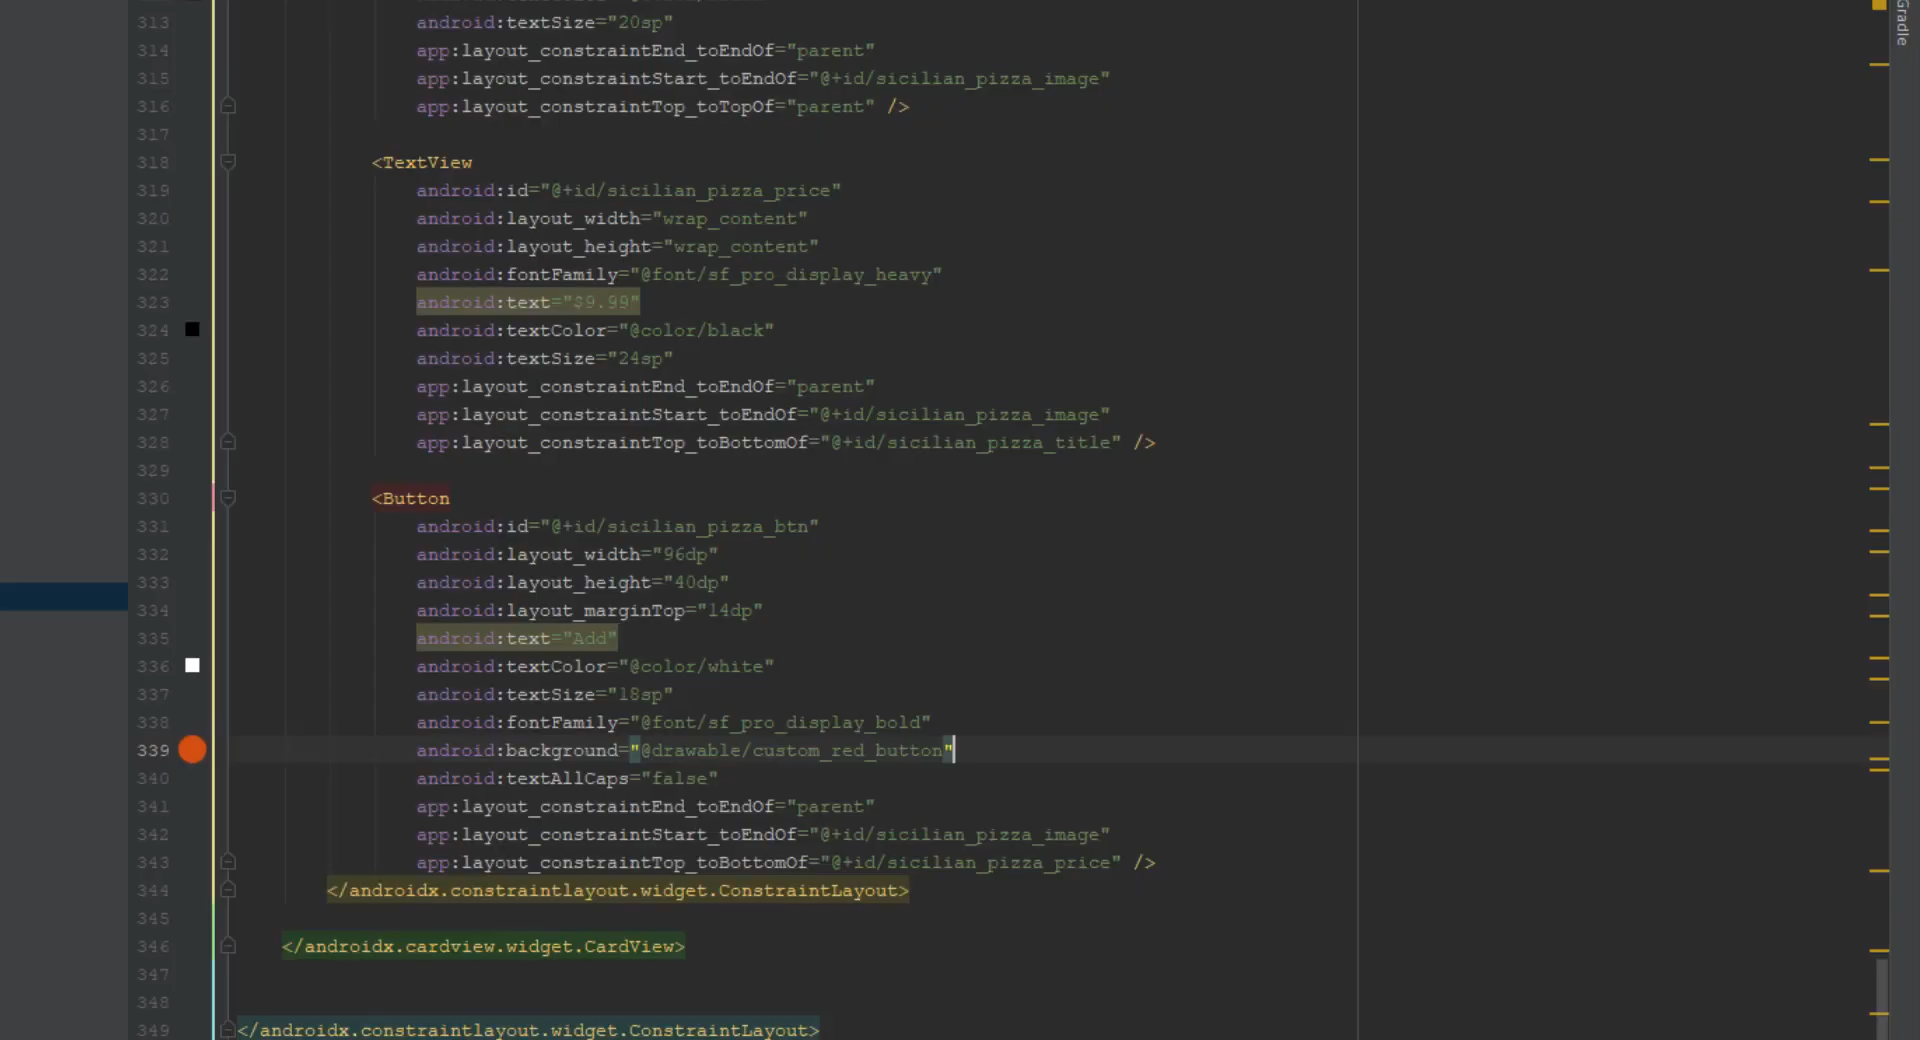 313 android:textSize="20sp"
314 app:layout_constraintEnd_toEndOf="parent"
315 app:layout_constraintStart_toEndOf="@+id/sicilian_pizza_image"
316 app:layout_constraintTop_toTopOf="parent" />
317
318 <TextView
319 android:id="@+id/sicilian_pizza_price"
320 android:layout_width="wrap_content"
321 android:layout_height="wrap_content"
322 android:fontFamily="@font/sf_pro_display_heavy"
323 android:text="$9.99"
324 android:textColor="@color/black"
325 android:textSize="24sp"
326 app:layout_constraintEnd_toEndOf="parent"
327 app:layout_constraintStart_toEndOf="@+id/sicilian_pizza_image"
328 app:layout_constraintTop_toBottomOf="@+id/sicilian_pizza_title" />
329
330 <Button
331 android:id="@+id/sicilian_pizza_btn"
332 android:layout_width="96dp"
333 android:layout_height="40dp"
334 android:layout_marginTop="14dp"
335 android:text="Add"
336 android:textColor="@color/white"
337 android:textSize="18sp"
338 android:fontFamily="@font/sf_pro_display_bold"
339 android:background="@drawable/custom_red_button"
340 android:textAllCaps="false"
341 app:layout_constraintEnd_toEndOf="parent"
342 app:layout_constraintStart_toEndOf="@+id/sicilian_pizza_image"
343 app:layout_constraintTop_toBottomOf="@+id/sicilian_pizza_price" />
344 </androidx.constraintlayout.widget.ConstraintLayout>
345
346 </androidx.cardview.widget.CardView>
347
348
349 </androidx.constraintlayout.widget.ConstraintLayout>
Gradle